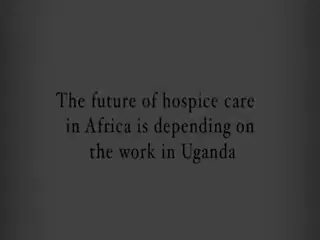 The future of hospice care
in Africa is depending on
the work in Uganda